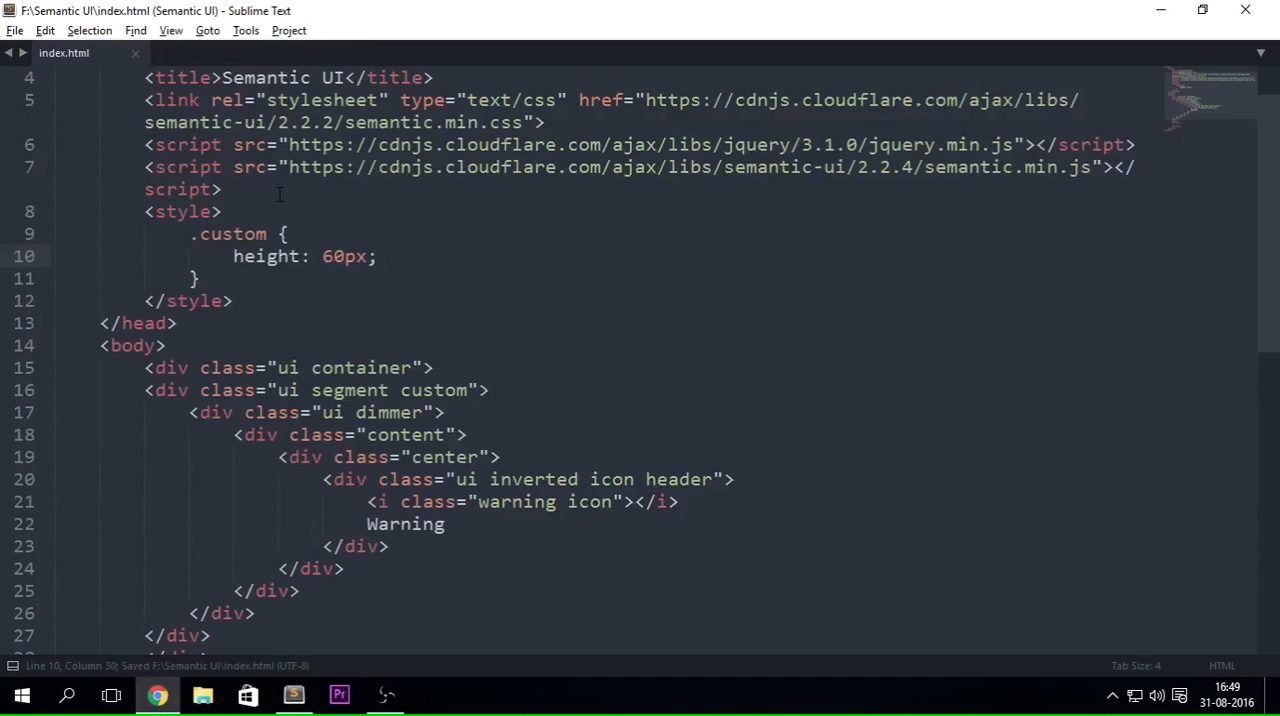 F:\Semantic UI\index.html (Semantic UI) - Sublime Text
File Edit Selection Find View Goto Tools Project
index.html
4 <title>Semantic UI</title>
5 <link rel="stylesheet" type="text/css" href="https://cdnjs.cloudflare.com/ajax/libs/
semantic-ui/2.2.2/semantic.min.css">
6 <script src="https://cdnjs.cloudflare.com/ajax/libs/jquery/3.1.0/jquery.min.js"></script>
7 <script src="https://cdnjs.cloudflare.com/ajax/libs/semantic-ui/2.2.4/semantic.min.js"></
script>
8 <style>
9 .custom {
10 height: 60px;
11 }
12 </style>
13 </head>
14 <body>
15 <div class="ui container">
16 <div class="ui segment custom">
17 <div class="ui dimmer">
18 <div class="content">
19 <div class="center">
20 <div class="ui inverted icon header">
21 <i class="warning icon"></i>
22 Warning
23 </div>
24 </div>
25 </div>
26 </div>
27 </div>
Line 10, Column 30; Saved F:\Semantic UI\index.html (UTF-8) Tab Size: 4 HTML
S Pr 16:49
31-08-2016